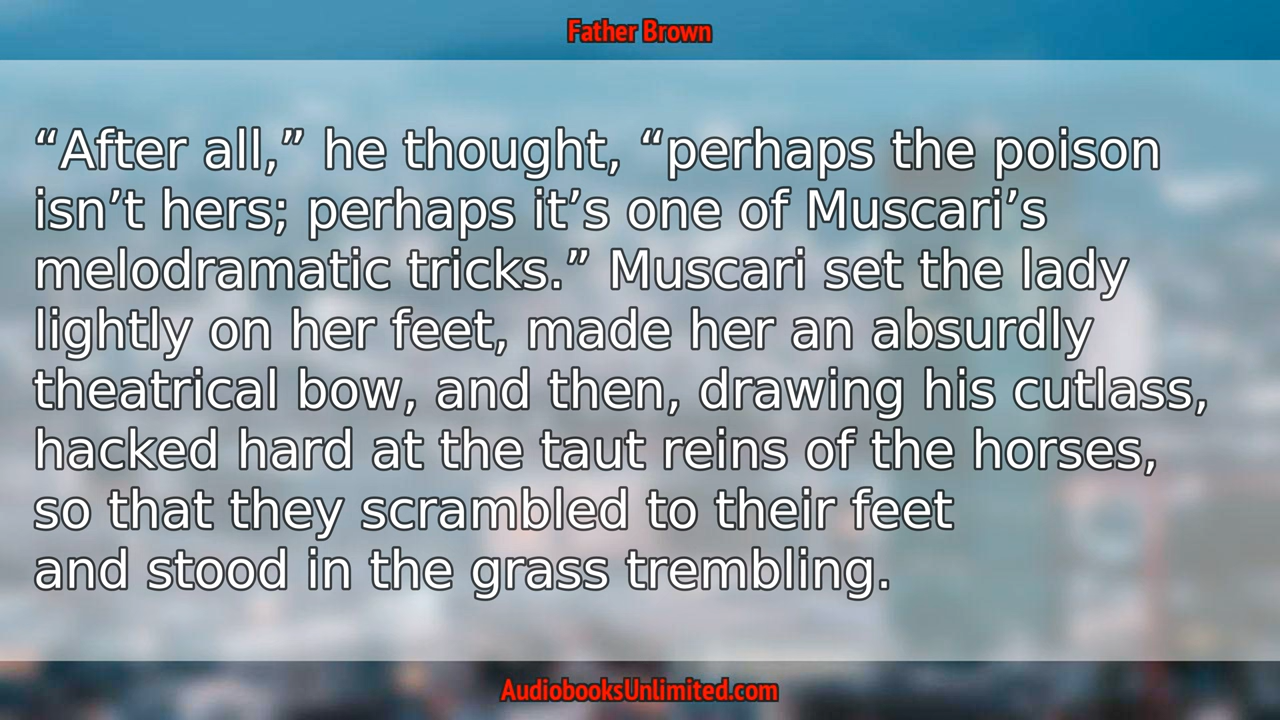 Father Brown
“After all,” he thought, “perhaps the poison
isn’t hers; perhaps it’s one of Muscari’s
melodramatic tricks.” Muscari set the lady
lightly on her feet, made her an absurdly
theatrical bow, and then, drawing his cutlass,
hacked hard at the taut reins of the horses,
so that they scrambled to their feet
and stood in the grass trembling.
AudiobooksUnlimited.com